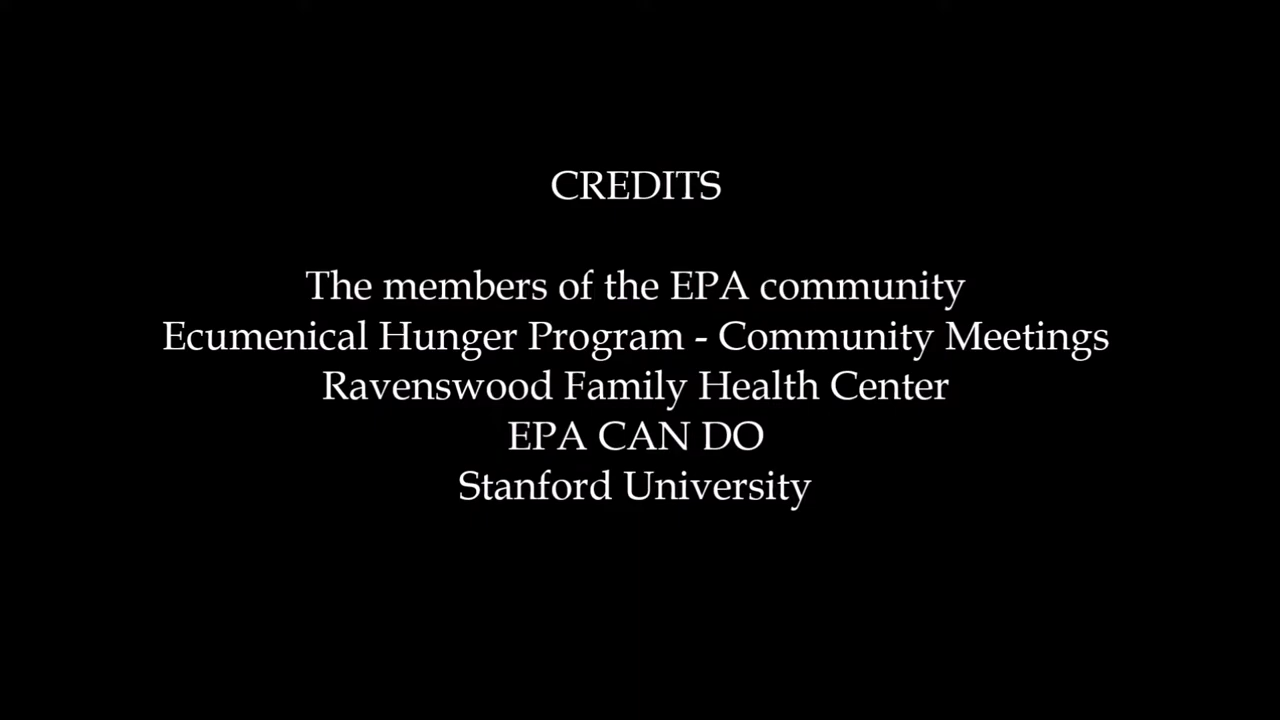 CREDITS
The members of the EPA community
Ecumenical Hunger Program - Community Meetings
Ravenswood Family Health Center
EPA CAN DO
Stanford University